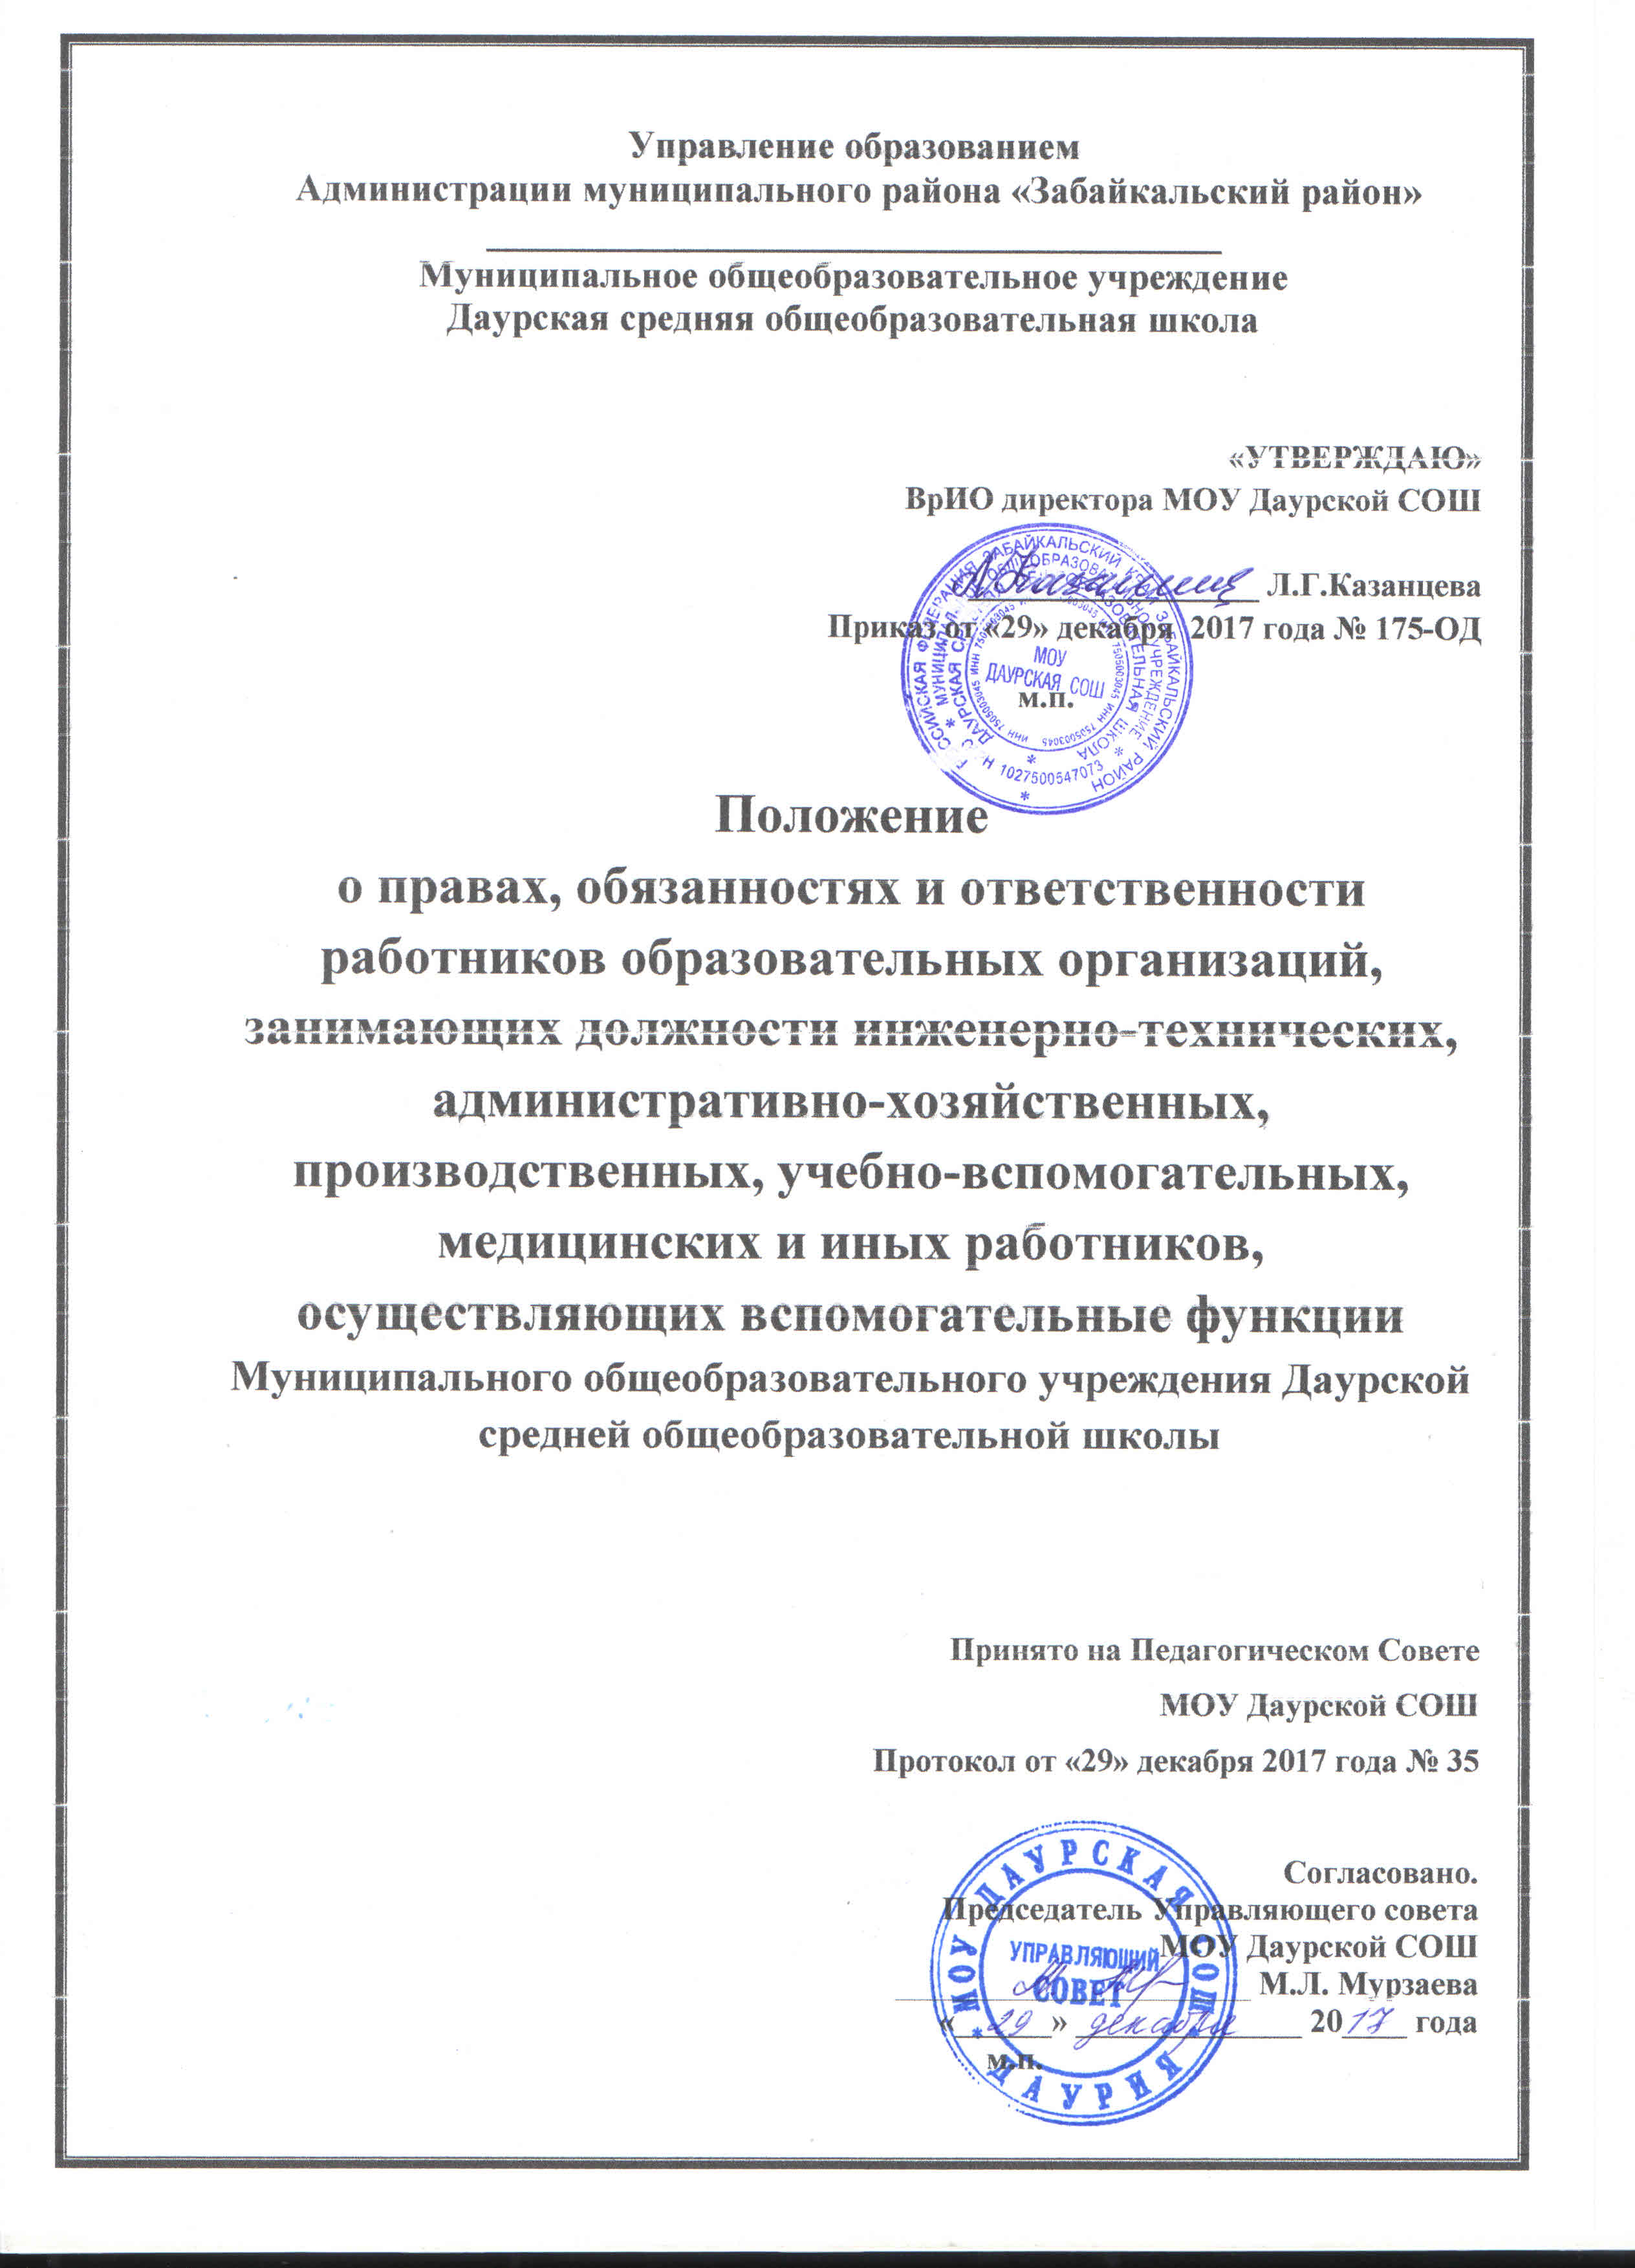 Управление образованием
Администрации муниципального района «Забайкальский район»
Муниципальное общеобразовательное учреждение
Даурская средняя общеобразовательная школа
«УТВЕРЖДАЮ»
ВрИО директора МОУ Даурской СОШ
Л.Г.Казанцева
Приказ от «29» декабря 2017 года № 175-ОД
МОУ
ДАУРСКАЯ СОШ
м.п.
1027500547073
Положение
о правах, обязанностях и ответственности
работников образовательных организаций,
занимающих должности инженерно-технических,
административно-хозяйственных,
производственных, учебно-вспомогательных,
медицинских и иных работников,
осуществляющих вспомогательные функции
Муниципального общеобразовательного учреждения Даурской
средней общеобразовательной школы
Принято на Педагогическом Совете
МОУ Даурской СОШ
Протокол от «29» декабря 2017 года № 35
Согласовано.
Председатель Управляющего совета
МОУ Даурской СОШ
М.Л. Мурзаева
«29» декабря 2017 года
м.п.
МОУ ДАУРСКАЯ СОШ * ДАУРИЯ *
УПРАВЛЯЮЩИЙ
СОВЕТ